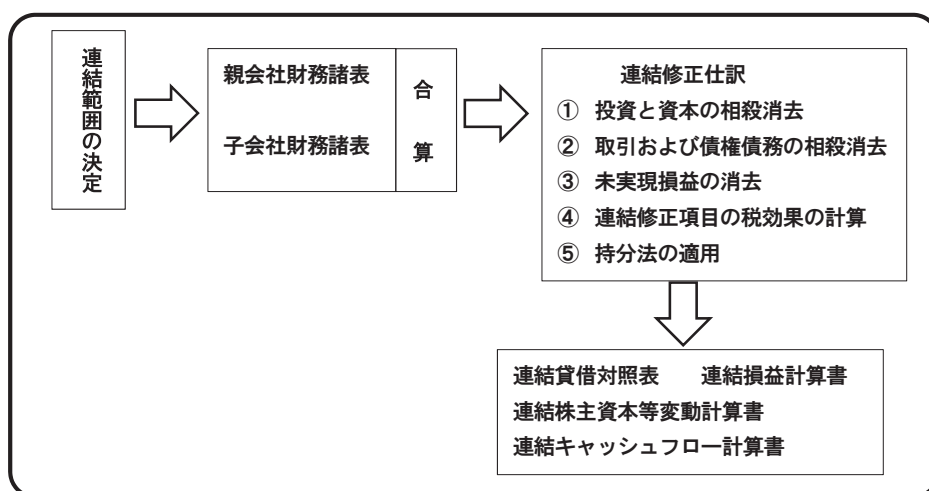 連結範囲の決定
親会社財務諸表
子会社財務諸表
合算
連結修正仕訳
① 投資と資本の相殺消去
② 取引および債権債務の相殺消去
③ 未実現損益の消去
④ 連結修正項目の税効果の計算
⑤ 持分法の適用
連結貸借対照表 連結損益計算書
連結株主資本等変動計算書
連結キャッシュフロー計算書